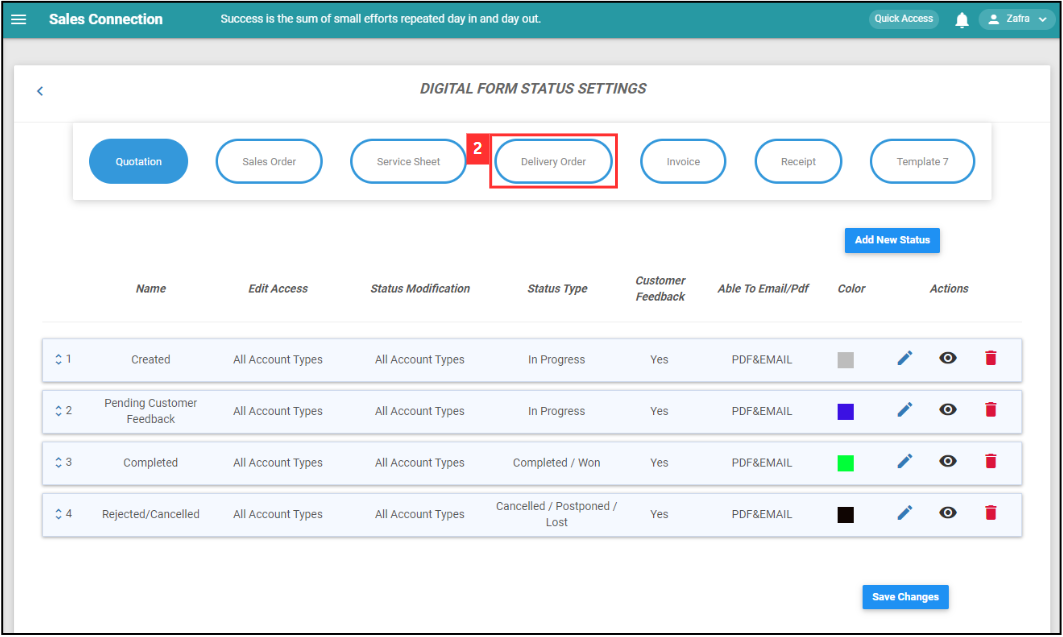 Sales Connection Success is the sum of small efforts repeated day in and day out. Quick Access Zafra
DIGITAL FORM STATUS SETTINGS
Quotation Sales Order Service Sheet 2 Delivery Order Invoice Receipt Template 7
Add New Status
Name Edit Access Status Modification Status Type Customer Feedback Able To Email/Pdf Color Actions
1 Created All Account Types All Account Types In Progress Yes PDF&EMAIL
2 Pending Customer Feedback All Account Types All Account Types In Progress Yes PDF&EMAIL
3 Completed All Account Types All Account Types Completed / Won Yes PDF&EMAIL
4 Rejected/Cancelled All Account Types All Account Types Cancelled / Postponed / Lost Yes PDF&EMAIL
Save Changes